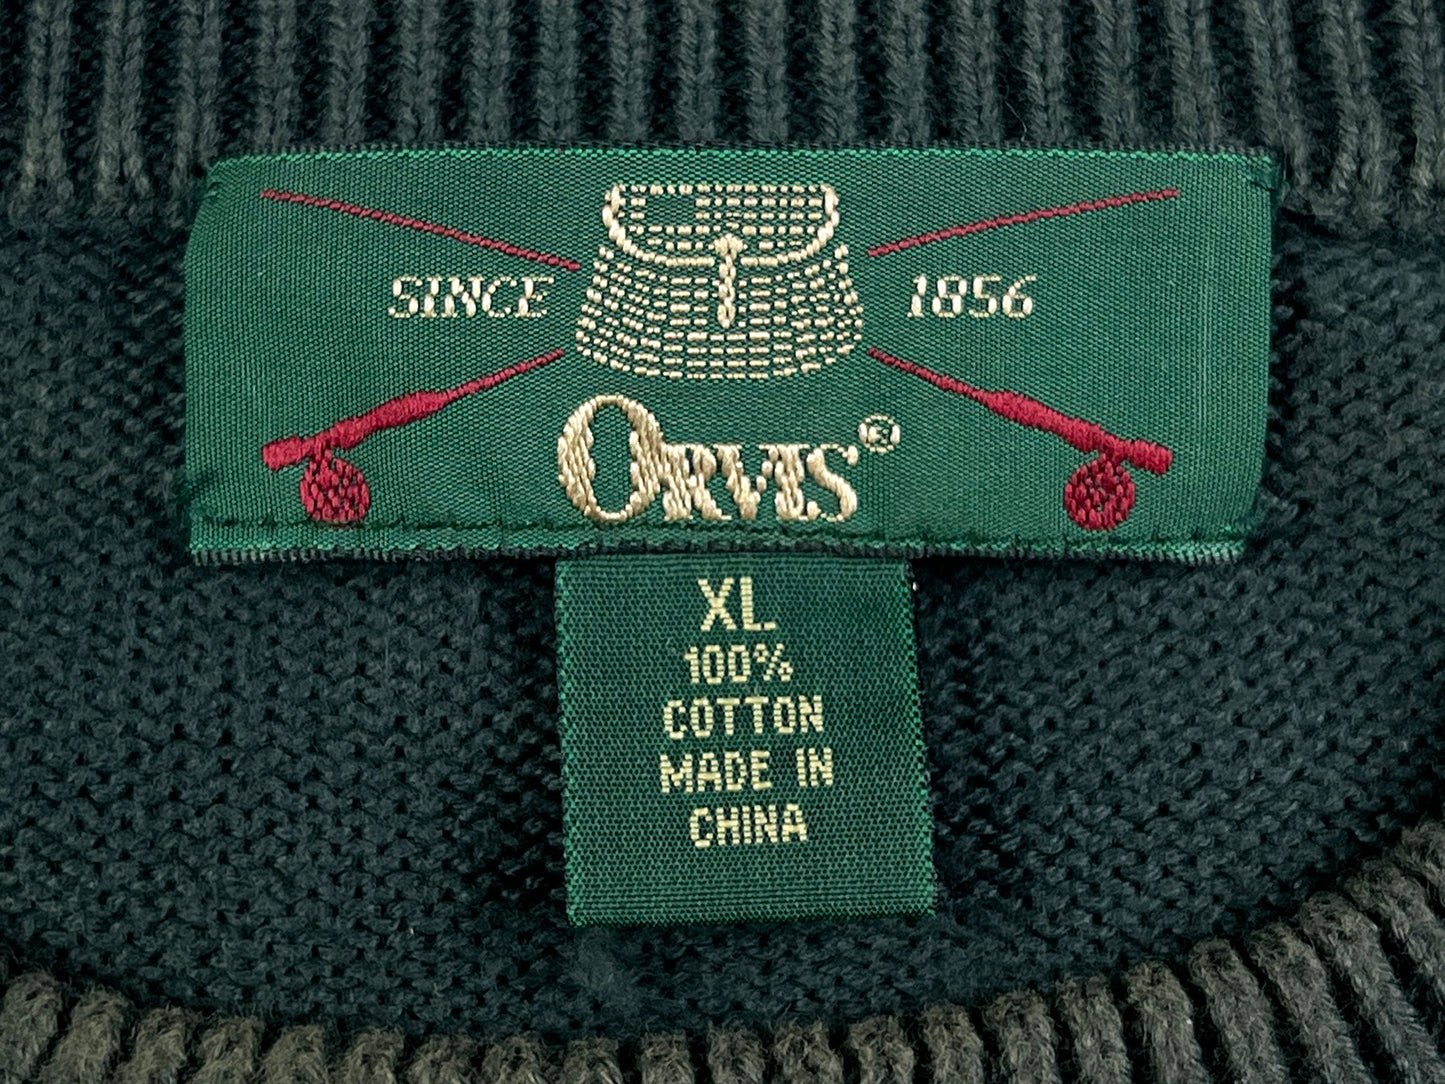 SINCE 1856
ORVIS®
XL
100%
COTTON
MADE IN
CHINA